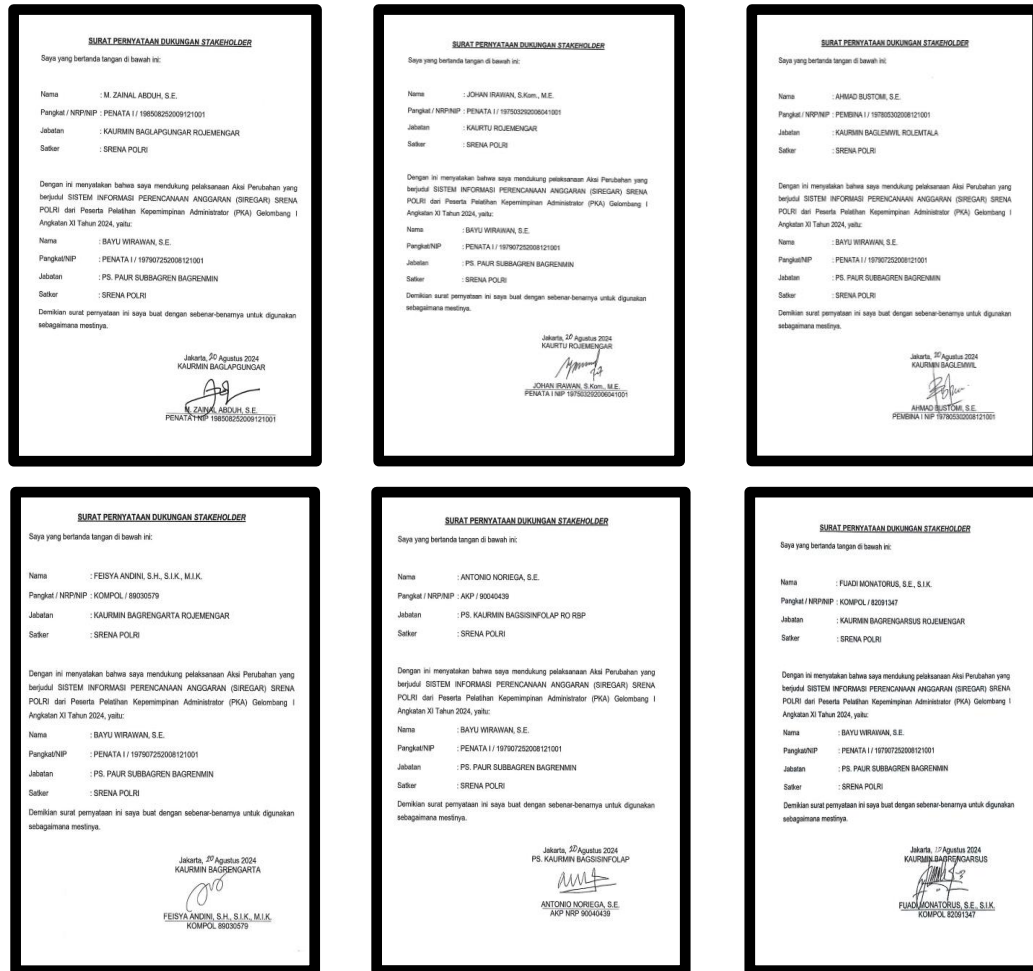 SURAT PERNYATAAN DUKUNGAN STAKEHOLDER
Saya yang bertanda tangan di bawah ini:
Nama : M. ZAINAL ABDUH, S.E.
Pangkat / NRP/NIP : PENATA I / 198508252009121001
Jabatan : KAURMIN BAGLAPGUNGAR ROJEMENGAR
Satker : SRENA POLRI
Dengan ini menyatakan bahwa saya mendukung pelaksanaan Aksi Perubahan yang
berjudul SISTEM INFORMASI PERENCANAAN ANGGARAN (SIREGAR) SRENA
POLRI dari Peserta Pelatihan Kepemimpinan Administrator (PKA) Gelombang I
Angkatan XI Tahun 2024, yaitu:
Nama : BAYU WIRAWAN, S.E.
Pangkat/NIP : PENATA I / 197907252008121001
Jabatan : PS. PAUR SUBBAGREN BAGRENMIN
Satker : SRENA POLRI
Demikian surat pernyataan ini saya buat dengan sebenar-benarnya untuk digunakan
sebagaimana mestinya.
Jakarta, 20 Agustus 2024
KAURMIN BAGLAPGUNGAR
M. ZAINAL ABDUH, S.E.
PENATA I NIP 198508252009121001
SURAT PERNYATAAN DUKUNGAN STAKEHOLDER
Saya yang bertanda tangan di bawah ini:
Nama : JOHAN IRAWAN, S.Kom., M.E.
Pangkat / NRP/NIP : PENATA I / 197503292006041001
Jabatan : KAURTU ROJEMENGAR
Satker : SRENA POLRI
Dengan ini menyatakan bahwa saya mendukung pelaksanaan Aksi Perubahan yang
berjudul SISTEM INFORMASI PERENCANAAN ANGGARAN (SIREGAR) SRENA
POLRI dari Peserta Pelatihan Kepemimpinan Administrator (PKA) Gelombang I
Angkatan XI Tahun 2024, yaitu:
Nama : BAYU WIRAWAN, S.E.
Pangkat/NIP : PENATA I / 197907252008121001
Jabatan : PS. PAUR SUBBAGREN BAGRENMIN
Satker : SRENA POLRI
Demikian surat pernyataan ini saya buat dengan sebenar-benarnya untuk digunakan
sebagaimana mestinya.
Jakarta, 20 Agustus 2024
KAURTU ROJEMENGAR
JOHAN IRAWAN, S.Kom., M.E.
PENATA I NIP 197503292006041001
SURAT PERNYATAAN DUKUNGAN STAKEHOLDER
Saya yang bertanda tangan di bawah ini:
Nama : AHMAD BUSTOMI, S.E.
Pangkat / NRP/NIP : PEMBINA I / 197805302008121001
Jabatan : KAURMIN BAGLEMWIL ROLEMTALA
Satker : SRENA POLRI
Dengan ini menyatakan bahwa saya mendukung pelaksanaan Aksi Perubahan yang
berjudul SISTEM INFORMASI PERENCANAAN ANGGARAN (SIREGAR) SRENA
POLRI dari Peserta Pelatihan Kepemimpinan Administrator (PKA) Gelombang I
Angkatan XI Tahun 2024, yaitu:
Nama : BAYU WIRAWAN, S.E.
Pangkat/NIP : PENATA I / 197907252008121001
Jabatan : PS. PAUR SUBBAGREN BAGRENMIN
Satker : SRENA POLRI
Demikian surat pernyataan ini saya buat dengan sebenar-benarnya untuk digunakan
sebagaimana mestinya.
Jakarta, 20 Agustus 2024
KAURMIN BAGLEMWIL
AHMAD BUSTOMI, S.E.
PEMBINA I NIP 197805302008121001
SURAT PERNYATAAN DUKUNGAN STAKEHOLDER
Saya yang bertanda tangan di bawah ini:
Nama : FEISYA ANDINI, S.H., S.I.K., M.I.K.
Pangkat / NRP/NIP : KOMPOL / 89030579
Jabatan : KAURMIN BAGRENGARTA ROJEMENGAR
Satker : SRENA POLRI
Dengan ini menyatakan bahwa saya mendukung pelaksanaan Aksi Perubahan yang
berjudul SISTEM INFORMASI PERENCANAAN ANGGARAN (SIREGAR) SRENA
POLRI dari Peserta Pelatihan Kepemimpinan Administrator (PKA) Gelombang I
Angkatan XI Tahun 2024, yaitu:
Nama : BAYU WIRAWAN, S.E.
Pangkat/NIP : PENATA I / 197907252008121001
Jabatan : PS. PAUR SUBBAGREN BAGRENMIN
Satker : SRENA POLRI
Demikian surat pernyataan ini saya buat dengan sebenar-benarnya untuk digunakan
sebagaimana mestinya.
Jakarta, 20 Agustus 2024
KAURMIN BAGRENGARTA
FEISYA ANDINI, S.H., S.I.K., M.I.K.
KOMPOL 89030579
SURAT PERNYATAAN DUKUNGAN STAKEHOLDER
Saya yang bertanda tangan di bawah ini:
Nama : ANTONIO NORIEGA, S.E.
Pangkat / NRP/NIP : AKP / 90040439
Jabatan : PS. KAURMIN BAGSISINFOLAP RO RBP
Satker : SRENA POLRI
Dengan ini menyatakan bahwa saya mendukung pelaksanaan Aksi Perubahan yang
berjudul SISTEM INFORMASI PERENCANAAN ANGGARAN (SIREGAR) SRENA
POLRI dari Peserta Pelatihan Kepemimpinan Administrator (PKA) Gelombang I
Angkatan XI Tahun 2024, yaitu:
Nama : BAYU WIRAWAN, S.E.
Pangkat/NIP : PENATA I / 197907252008121001
Jabatan : PS. PAUR SUBBAGREN BAGRENMIN
Satker : SRENA POLRI
Demikian surat pernyataan ini saya buat dengan sebenar-benarnya untuk digunakan
sebagaimana mestinya.
Jakarta, 20 Agustus 2024
PS. KAURMIN BAGSISINFOLAP
ANTONIO NORIEGA, S.E.
AKP NRP 90040439
SURAT PERNYATAAN DUKUNGAN STAKEHOLDER
Saya yang bertanda tangan di bawah ini:
Nama : FUADI MONATORUS, S.E., S.I.K.
Pangkat / NRP/NIP : KOMPOL / 82091347
Jabatan : KAURMIN BAGRENGARSUS ROJEMENGAR
Satker : SRENA POLRI
Dengan ini menyatakan bahwa saya mendukung pelaksanaan Aksi Perubahan yang
berjudul SISTEM INFORMASI PERENCANAAN ANGGARAN (SIREGAR) SRENA
POLRI dari Peserta Pelatihan Kepemimpinan Administrator (PKA) Gelombang I
Angkatan XI Tahun 2024, yaitu:
Nama : BAYU WIRAWAN, S.E.
Pangkat/NIP : PENATA I / 197907252008121001
Jabatan : PS. PAUR SUBBAGREN BAGRENMIN
Satker : SRENA POLRI
Demikian surat pernyataan ini saya buat dengan sebenar-benarnya untuk digunakan
sebagaimana mestinya.
Jakarta, Agustus 2024
KAURMIN BAGRENGARSUS
FUADI MONATORUS, S.E., S.I.K.
KOMPOL 82091347